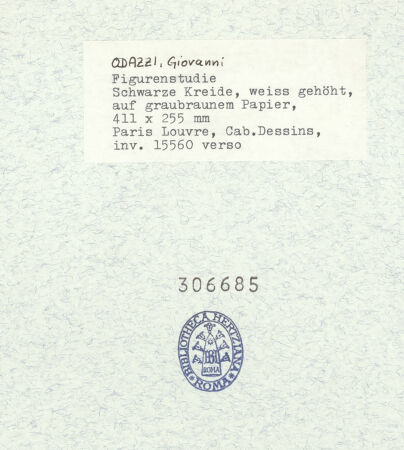 ODAZZI, Giovanni
Figurenstudie
Schwarze Kreide, weiss gehöht,
auf graubraunem Papier,
411 x 255 mm
Paris Louvre, Cab.Dessins,
inv. 15560 verso
306685
BIBLIOTHECA HERTZIANA
ROMA
ROMA